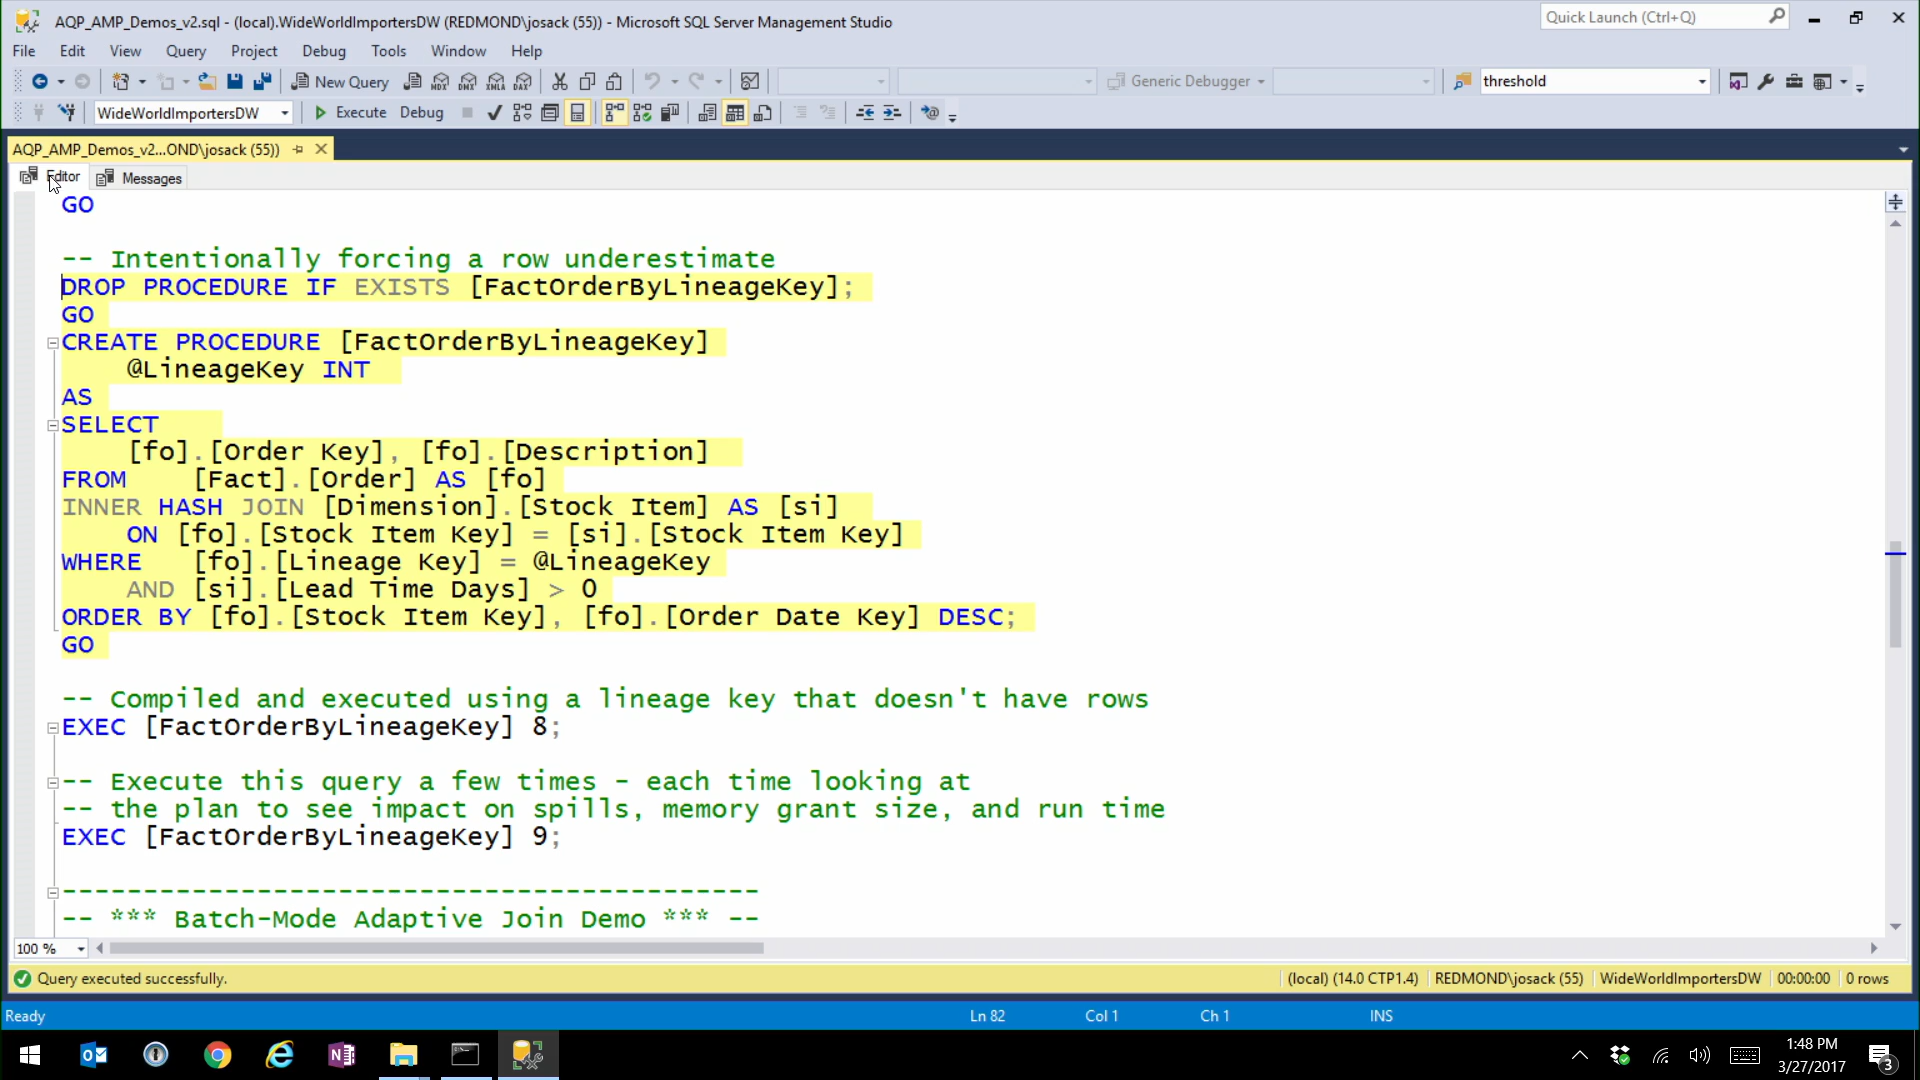 AQP_AMP_Demos_v2.sql - (local).WideWorldImportersDW (REDMOND\josack (55)) - Microsoft SQL Server Management Studio
Quick Launch (Ctrl+Q)
File Edit View Query Project Debug Tools Window Help
New Query MDX DMX XMLA DAX Generic Debugger threshold
WideWorldImportersDW Execute Debug
AQP_AMP_Demos_v2...OND\josack (55))
Editor Messages
GO
-- Intentionally forcing a row underestimate
DROP PROCEDURE IF EXISTS [FactOrderByLineageKey];
GO
CREATE PROCEDURE [FactOrderByLineageKey]
@LineageKey INT
AS
SELECT
[fo].[Order Key], [fo].[Description]
FROM [Fact].[Order] AS [fo]
INNER HASH JOIN [Dimension].[Stock Item] AS [si]
ON [fo].[Stock Item Key] = [si].[Stock Item Key]
WHERE [fo].[Lineage Key] = @LineageKey
AND [si].[Lead Time Days] > 0
ORDER BY [fo].[Stock Item Key], [fo].[Order Date Key] DESC;
GO
-- Compiled and executed using a lineage key that doesn't have rows
EXEC [FactOrderByLineageKey] 8;
-- Execute this query a few times - each time looking at
-- the plan to see impact on spills, memory grant size, and run time
EXEC [FactOrderByLineageKey] 9;
-------------------------------------------
-- *** Batch-Mode Adaptive Join Demo *** --
100 %
Query executed successfully. (local) (14.0 CTP1.4) REDMOND\josack (55) WideWorldImportersDW 00:00:00 0 rows
Ready Ln 82 Col 1 Ch 1 INS
1:48 PM
3/27/2017
3